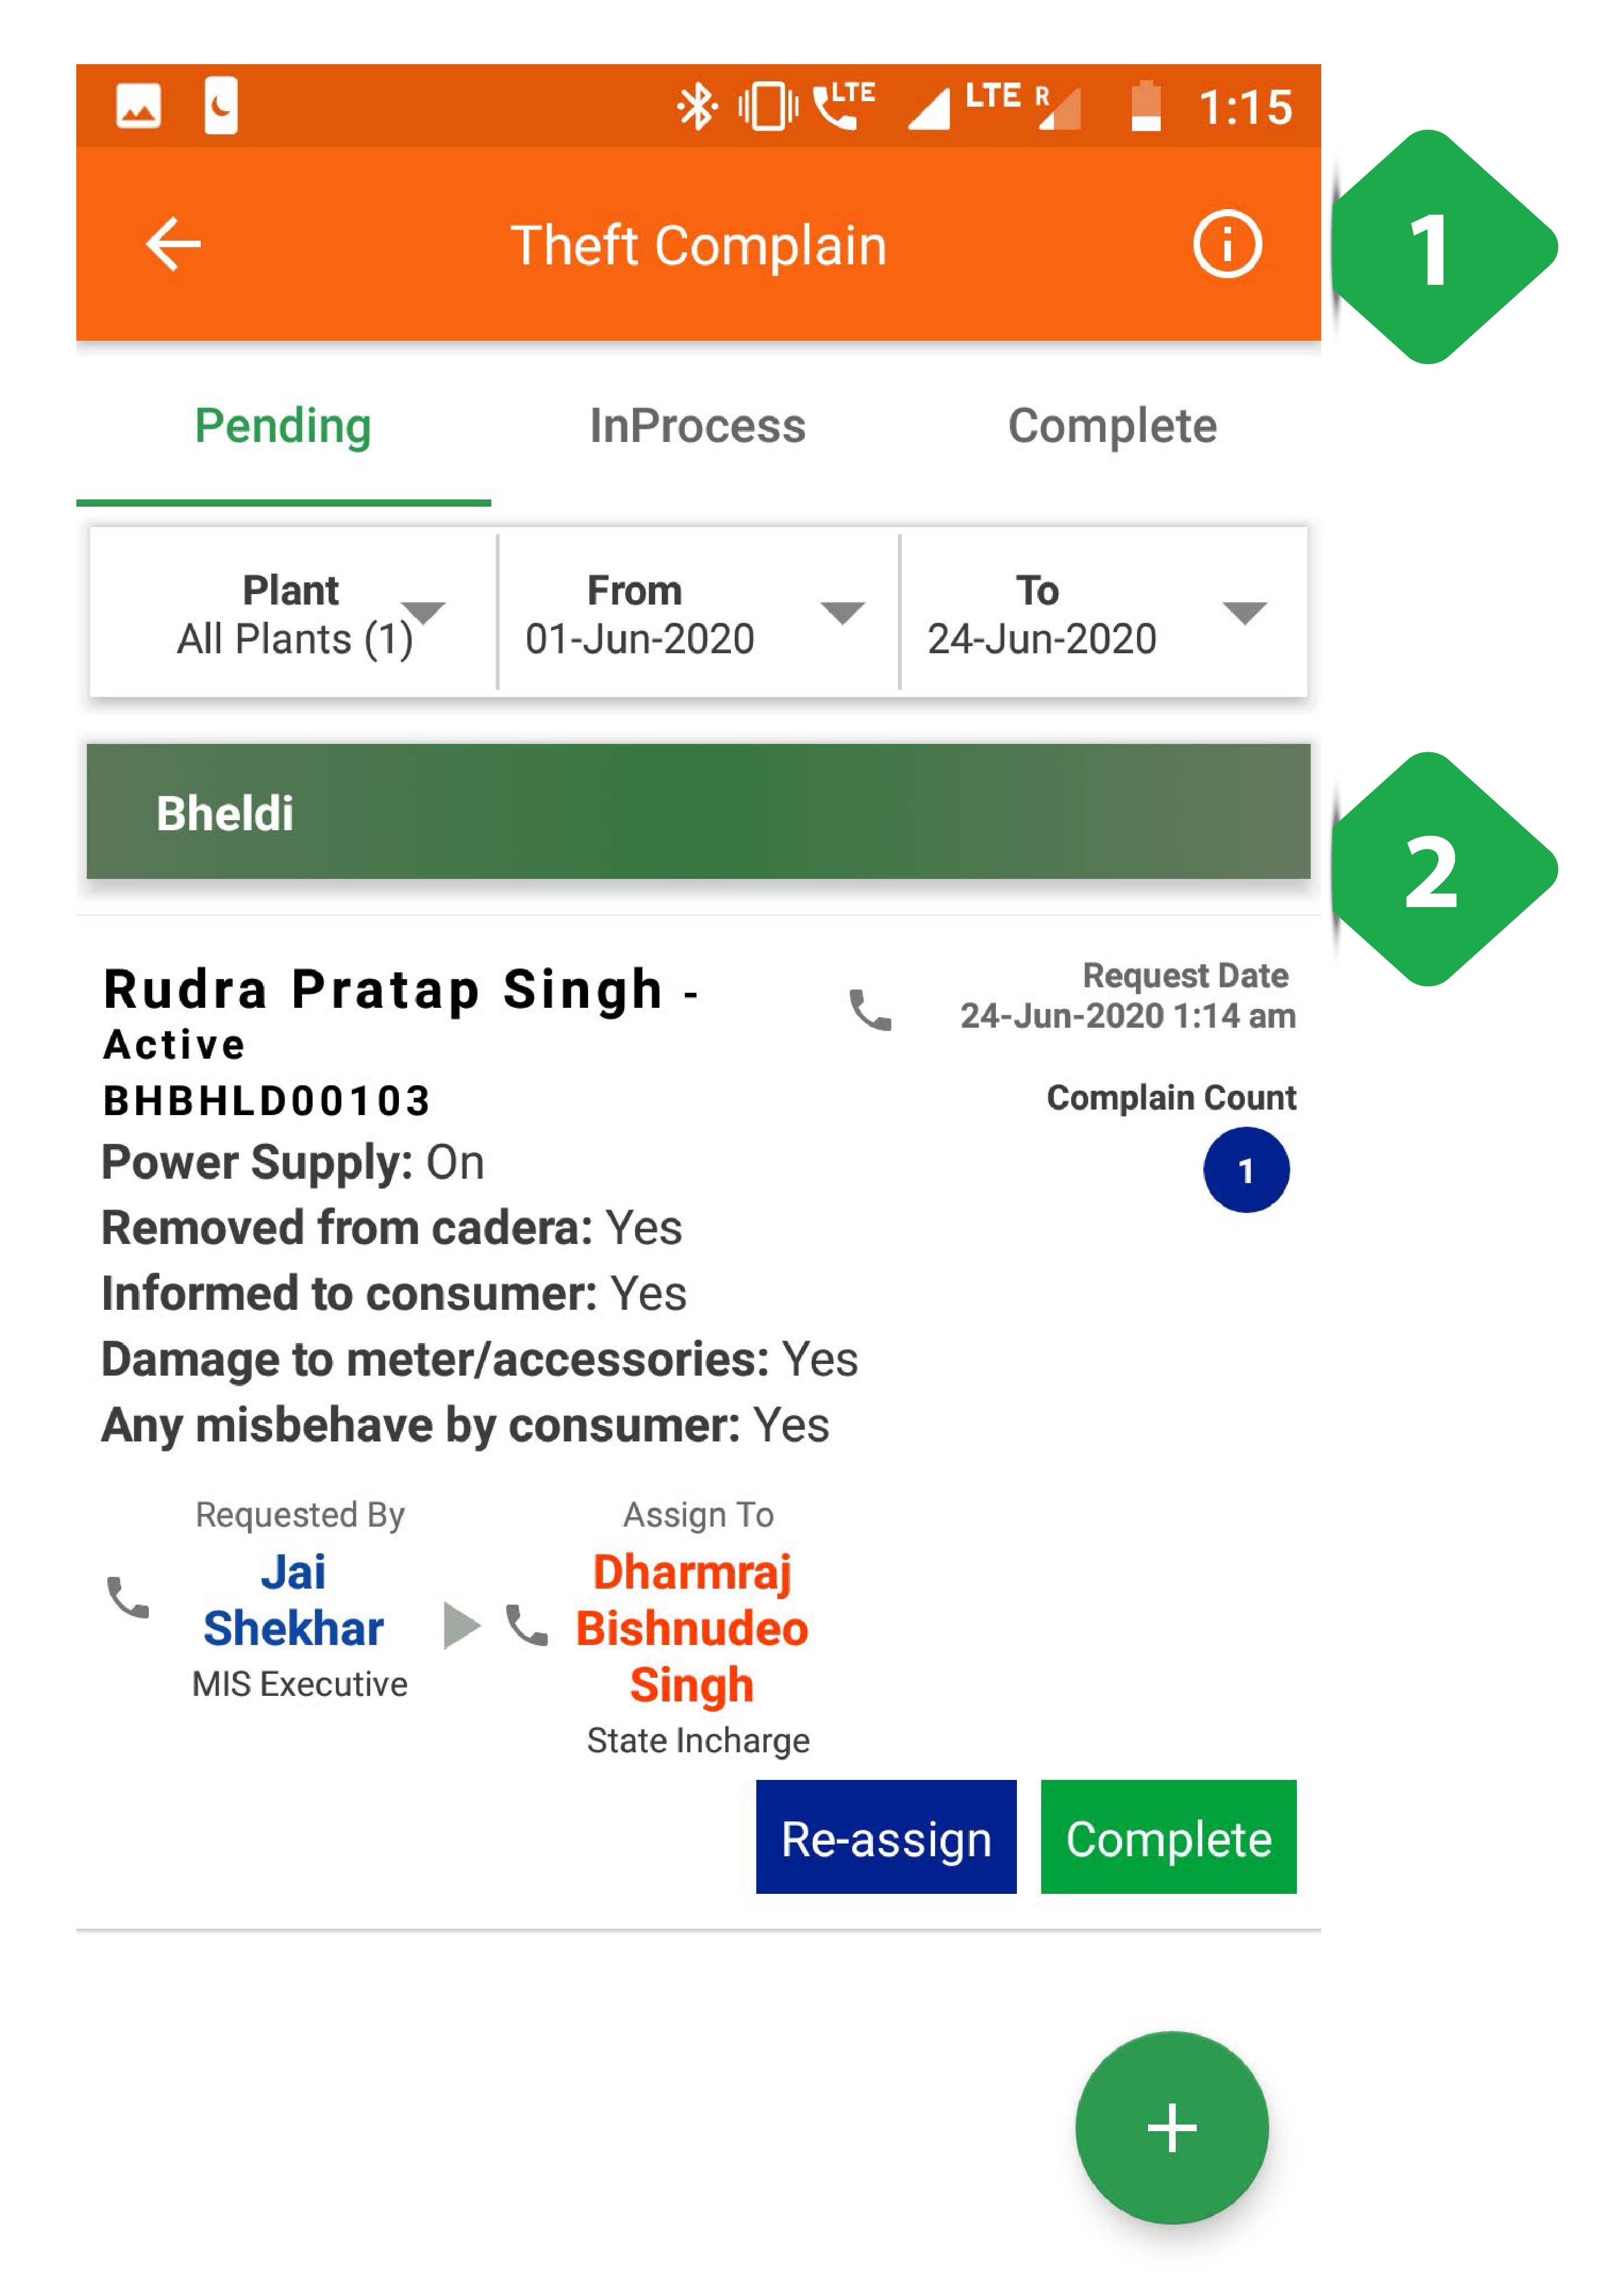 LTE LTE R 1:15
Theft Complain
1
Pending InProcess Complete
Plant From To
All Plants (1) 01-Jun-2020 24-Jun-2020
Bheldi
2
Rudra Pratap Singh -
Active
BHBHLD00103
Request Date
24-Jun-2020 1:14 am
Complain Count
1
Power Supply: On
Removed from cadera: Yes
Informed to consumer: Yes
Damage to meter/accessories: Yes
Any misbehave by consumer: Yes
Requested By
Jai
Shekhar
MIS Executive
Assign To
Dharmraj
Bishnudeo
Singh
State Incharge
Re-assign Complete
+